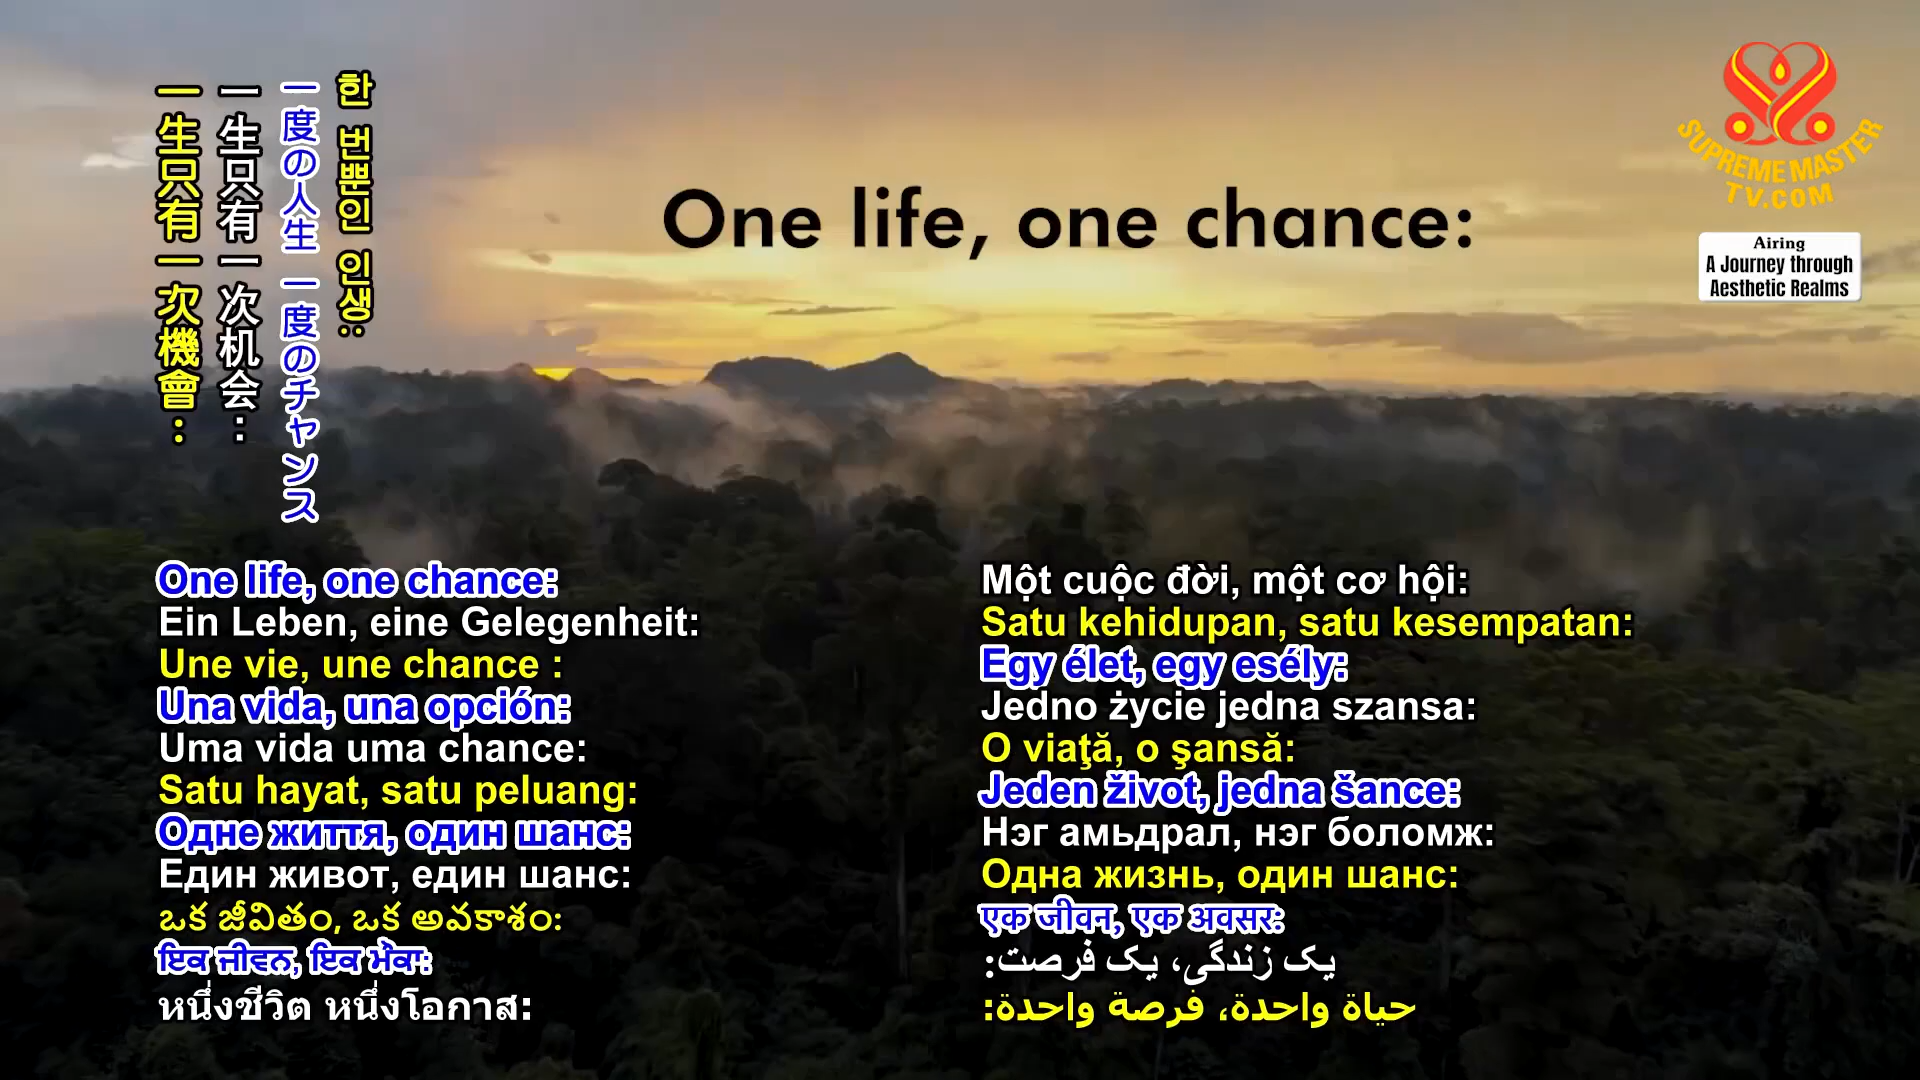 一生只有一次機會：
一生只有一次机会：
一度の人生 一度のチャンス
한 번뿐인 인생:
One life, one chance:
SUPREME MASTER
TV.COM
Airing
A Journey through
Aesthetic Realms
One life, one chance:
Ein Leben, eine Gelegenheit:
Une vie, une chance :
Una vida, una opción:
Uma vida uma chance:
Satu hayat, satu peluang:
Одне життя, один шанс:
Един живот, един шанс:
ఒక జీవితం, ఒక అవకాశం:
ਇਕ ਜੀਵਨ, ਇਕ ਮੌਕਾ:
หนึ่งชีวิต หนึ่งโอกาส:
Một cuộc đời, một cơ hội:
Satu kehidupan, satu kesempatan:
Egy élet, egy esély:
Jedno życie jedna szansa:
O viaţă, o şansă:
Jeden život, jedna šance:
Нэг амьдрал, нэг боломж:
Одна жизнь, один шанс:
एक जीवन, एक अवसर:
یک زندگی، یک فرصت:
حياة واحدة، فرصة واحدة: